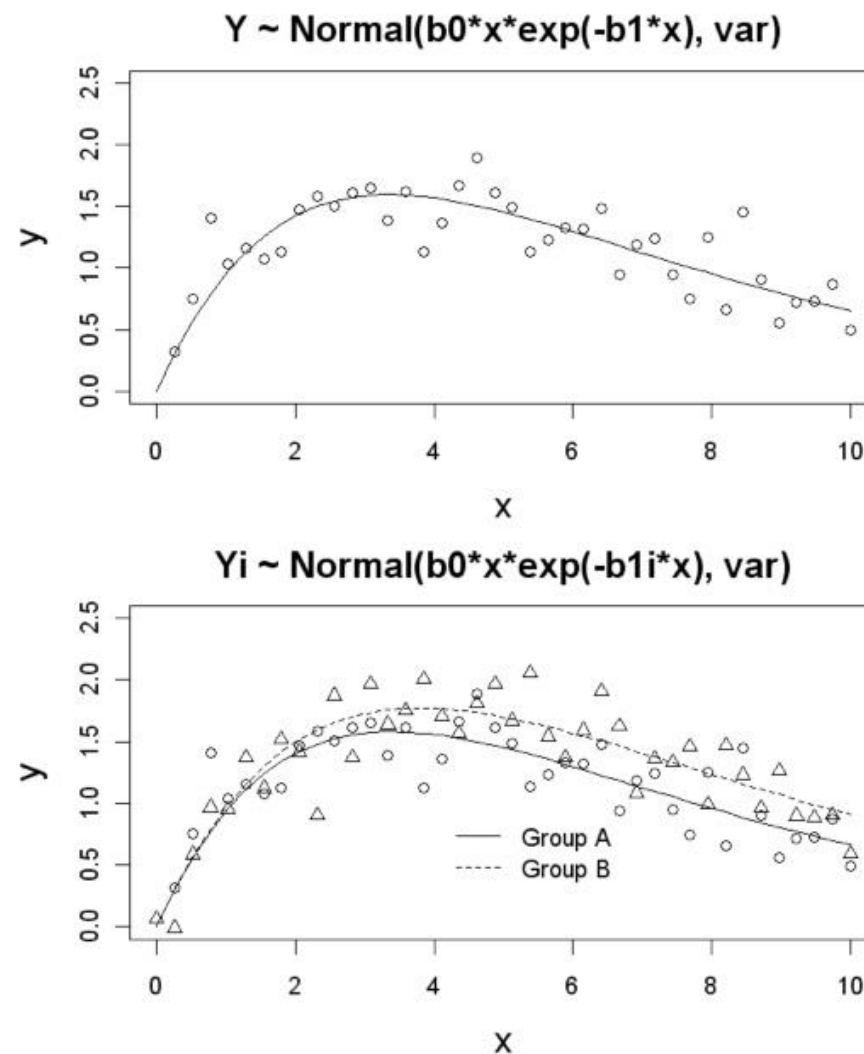 Y ~ Normal(b0*x*exp(-b1*x), var)
2.5
2.0
1.5
1.0
0.5
0.0
y
0 2 4 6 8 10
x
Yi ~ Normal(b0*x*exp(-b1i*x), var)
2.5
2.0
1.5
1.0
0.5
0.0
y
Group A
Group B
0 2 4 6 8 10
x